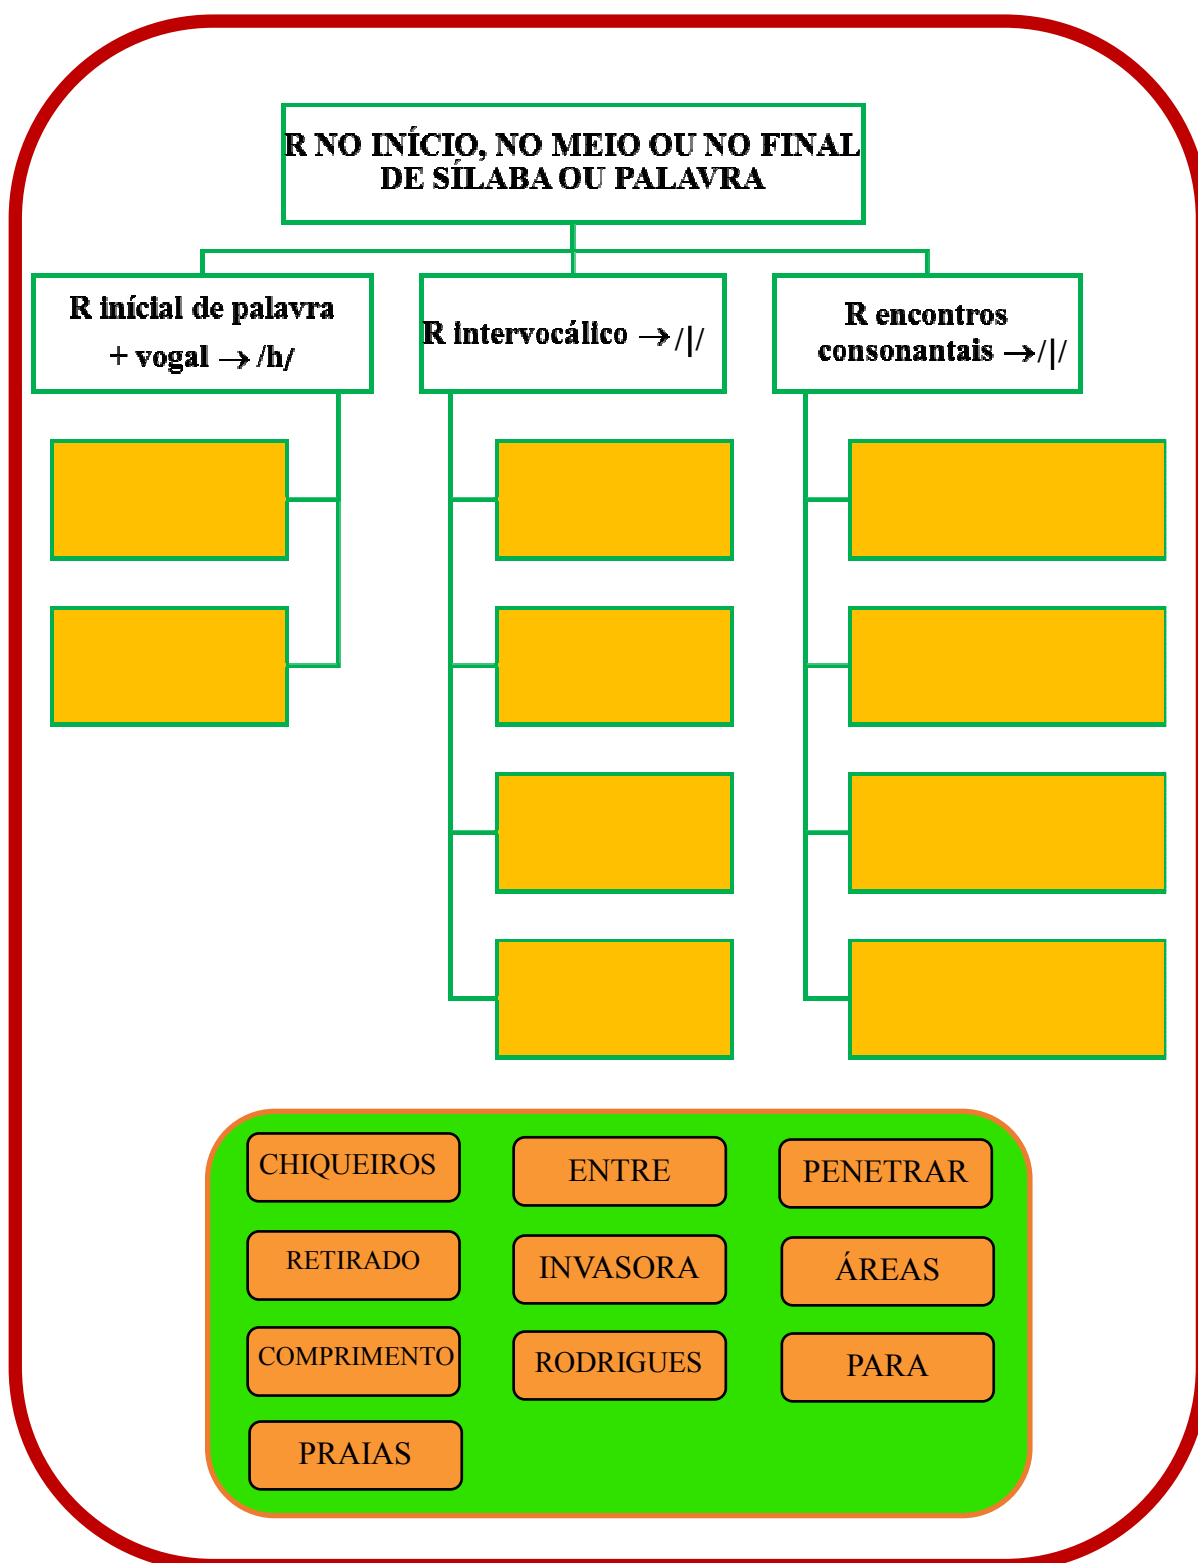 R NO INÍCIO, NO MEIO OU NO FINAL
DE SÍLABA OU PALAVRA
R inícial de palavra
+ vogal → /h/
R intervocálico → /|/
R encontros
consonantais →/|/
CHIQUEIROS
ENTRE
PENETRAR
RETIRADO
INVASORA
ÁREAS
COMPRIMENTO
RODRIGUES
PARA
PRAIAS